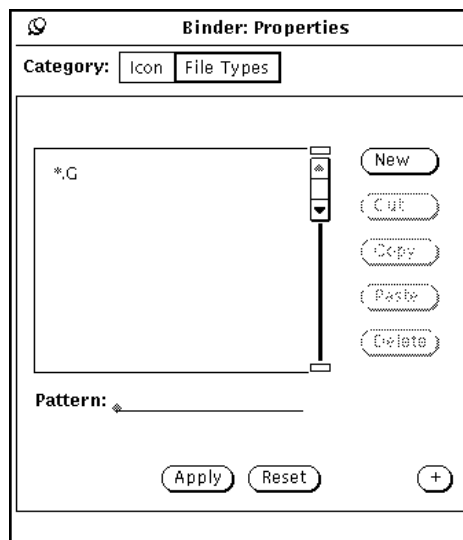 Binder: Properties
Category: Icon File Types
*.G
New
Cut
Copy
Paste
Delete
Pattern:
Apply Reset +